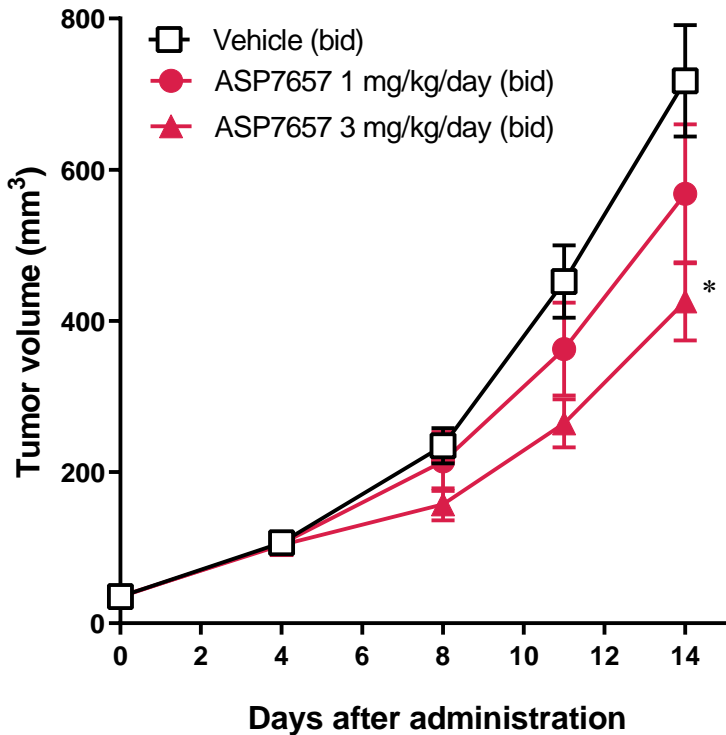 800
600
400
200
0
Tumor volume (mm³)
Vehicle (bid)
ASP7657 1 mg/kg/day (bid)
ASP7657 3 mg/kg/day (bid)
*
0 2 4 6 8 10 12 14
Days after administration